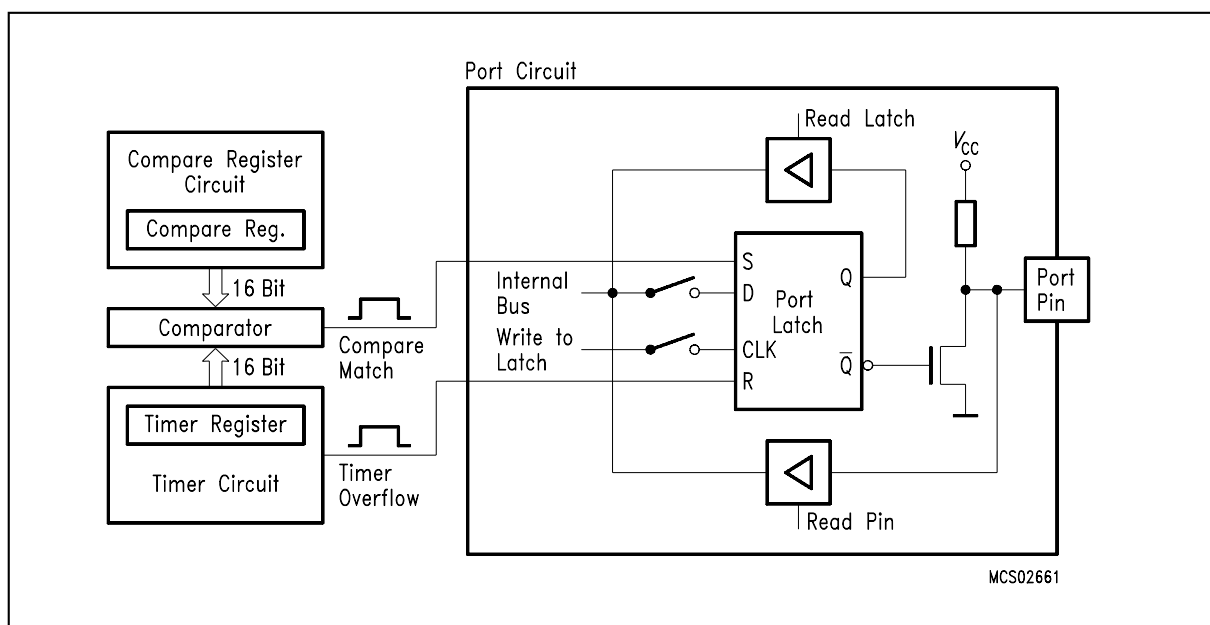 Port Circuit
Compare Register
Circuit
Compare Reg.
16 Bit
Comparator
16 Bit
Timer Register
Timer Circuit
Compare
Match
Timer
Overflow
Read Latch
Internal
Bus
Write to
Latch
S
D
CLK
R
Port
Latch
Q
Q̅
VCC
Port
Pin
Read Pin
MCS02661